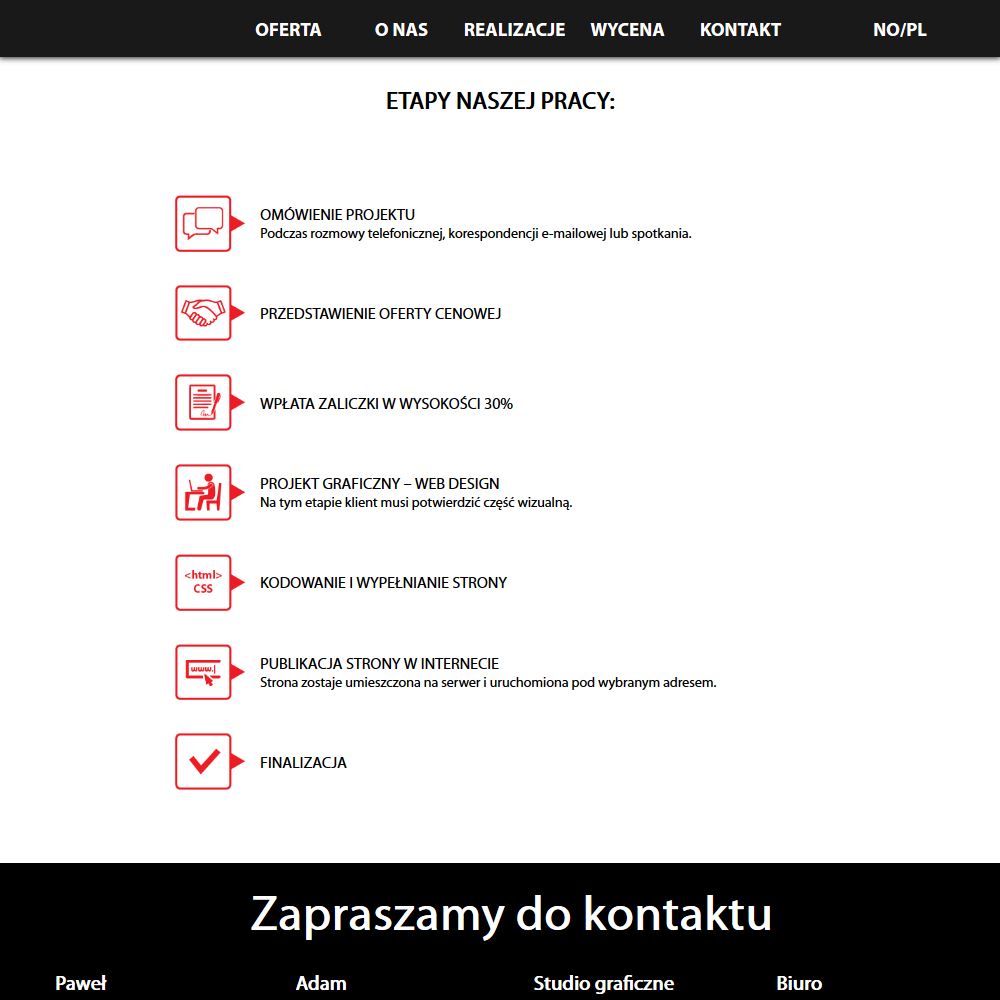 OFERTA O NAS REALIZACJE WYCENA KONTAKT NO/PL
ETAPY NASZEJ PRACY:
OMÓWIENIE PROJEKTU
Podczas rozmowy telefonicznej, korespondencji e-mailowej lub spotkania.
PRZEDSTAWIENIE OFERTY CENOWEJ
WPŁATA ZALICZKI W WYSOKOŚCI 30%
PROJEKT GRAFICZNY – WEB DESIGN
Na tym etapie klient musi potwierdzić część wizualną.
<html>
CSS
KODOWANIE I WYPEŁNIANIE STRONY
www.
PUBLIKACJA STRONY W INTERNECIE
Strona zostaje umieszczona na serwer i uruchomiona pod wybranym adresem.
FINALIZACJA
Zapraszamy do kontaktu
Paweł Adam Studio graficzne Biuro